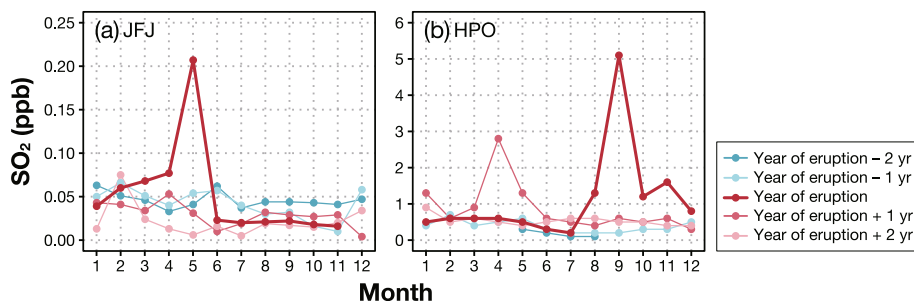 (a) JFJ
(b) HPO
SO₂ (ppb)
0.25
0.20
0.15
0.10
0.05
0.00
1 2 3 4 5 6 7 8 9 10 11 12
6
5
4
3
2
1
0
1 2 3 4 5 6 7 8 9 10 11 12
Month
Year of eruption – 2 yr
Year of eruption – 1 yr
Year of eruption
Year of eruption + 1 yr
Year of eruption + 2 yr